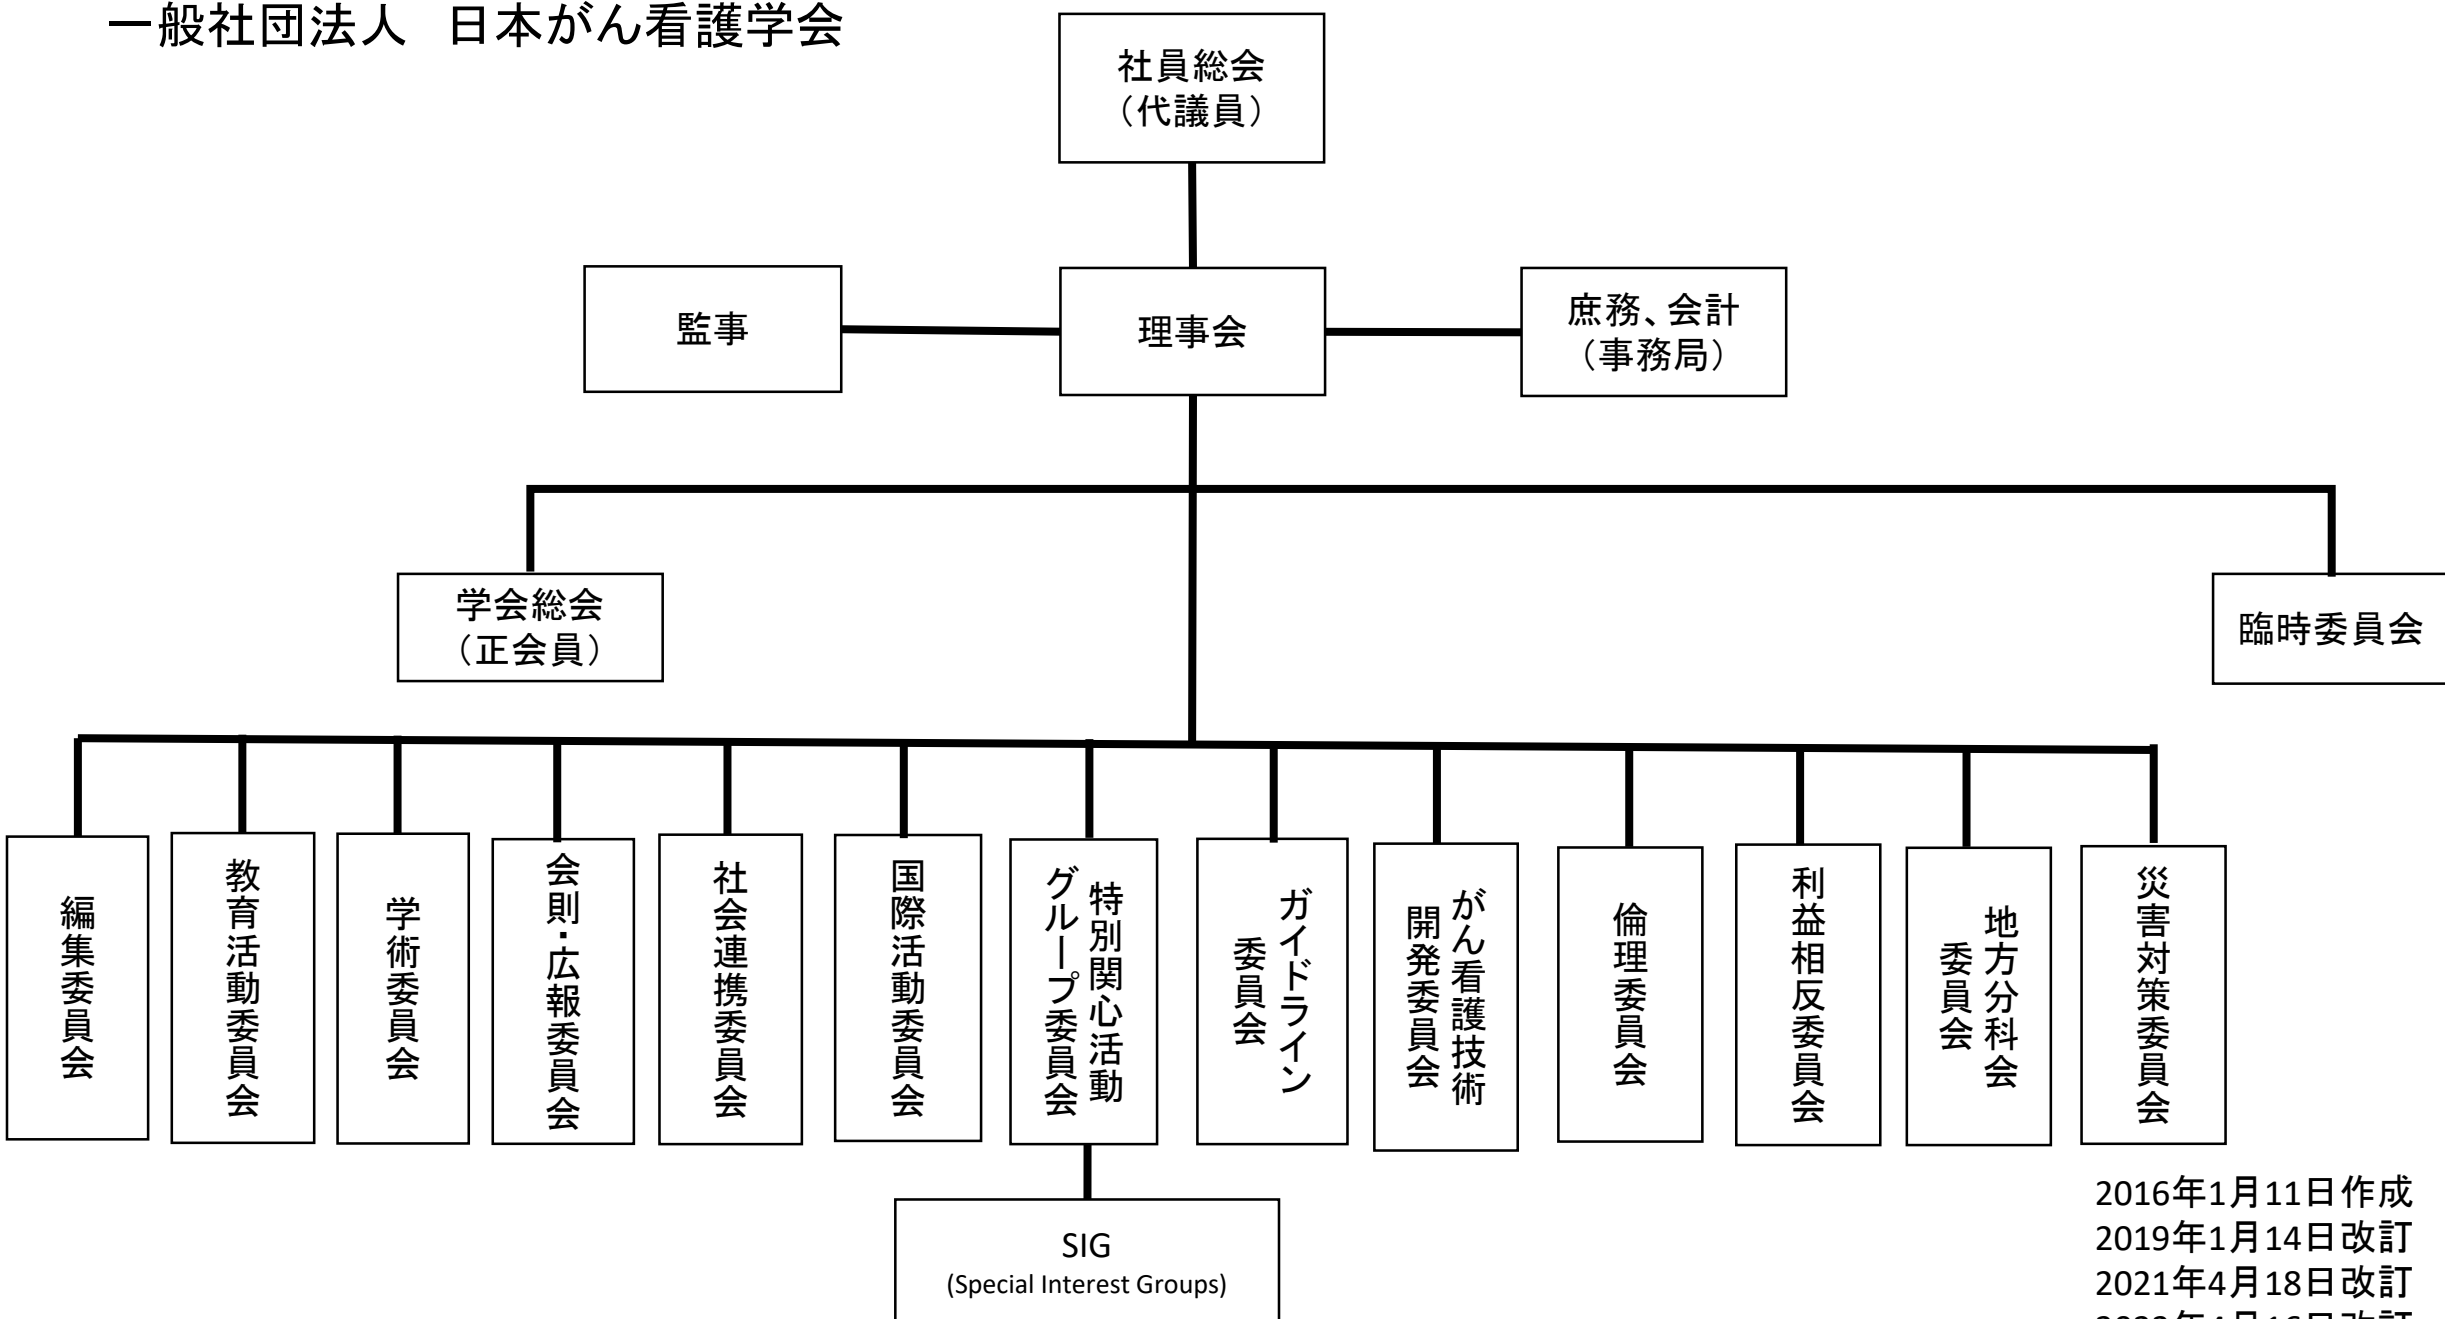 一般社団法人　日本がん看護学会
社員総会
（代議員）
監事
理事会
庶務、会計
（事務局）
学会総会
（正会員）
臨時委員会
編集委員会
教育活動委員会
学術委員会
会則・広報委員会
社会連携委員会
国際活動委員会
特別関心活動
グループ委員会
ガイドライン
委員会
がん看護技術
開発委員会
倫理委員会
利益相反委員会
地方分科会
委員会
災害対策委員会
SIG
(Special Interest Groups)
2016年1月11日作成
2019年1月14日改訂
2021年4月18日改訂